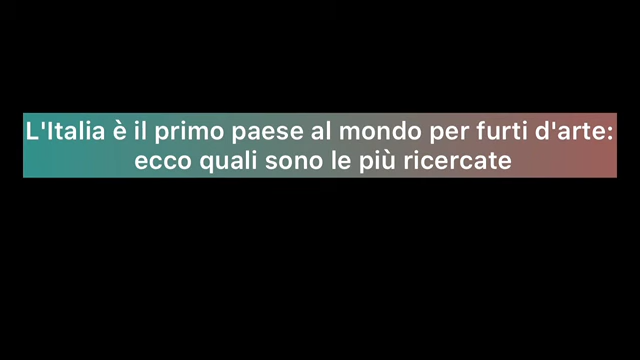 L'Italia è il primo paese al mondo per furti d'arte:
ecco quali sono le più ricercate